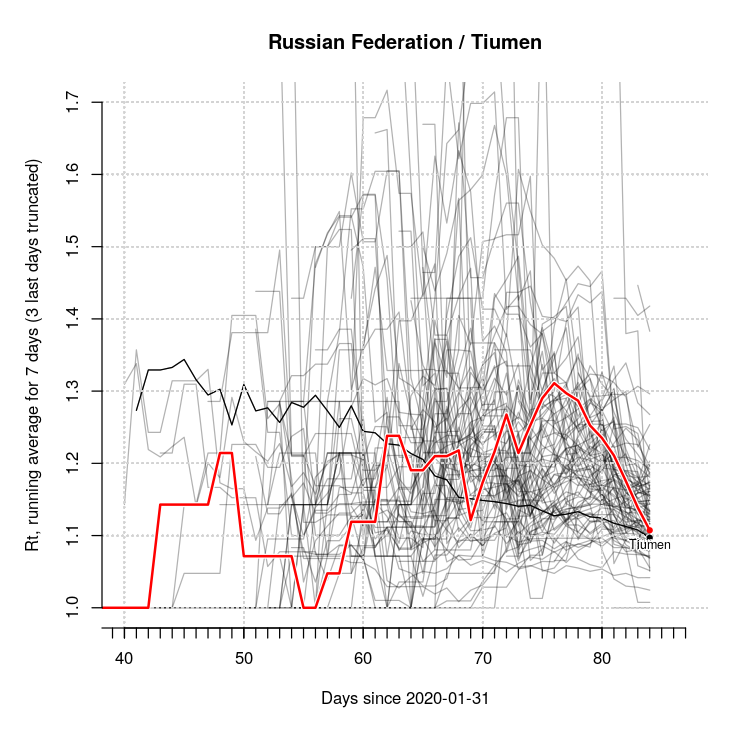 Russian Federation / Tiumen
Rt, running average for 7 days (3 last days truncated)
1.7
1.6
1.5
1.4
1.3
1.2
1.1
1.0
Tiumen
40 50 60 70 80
Days since 2020-01-31